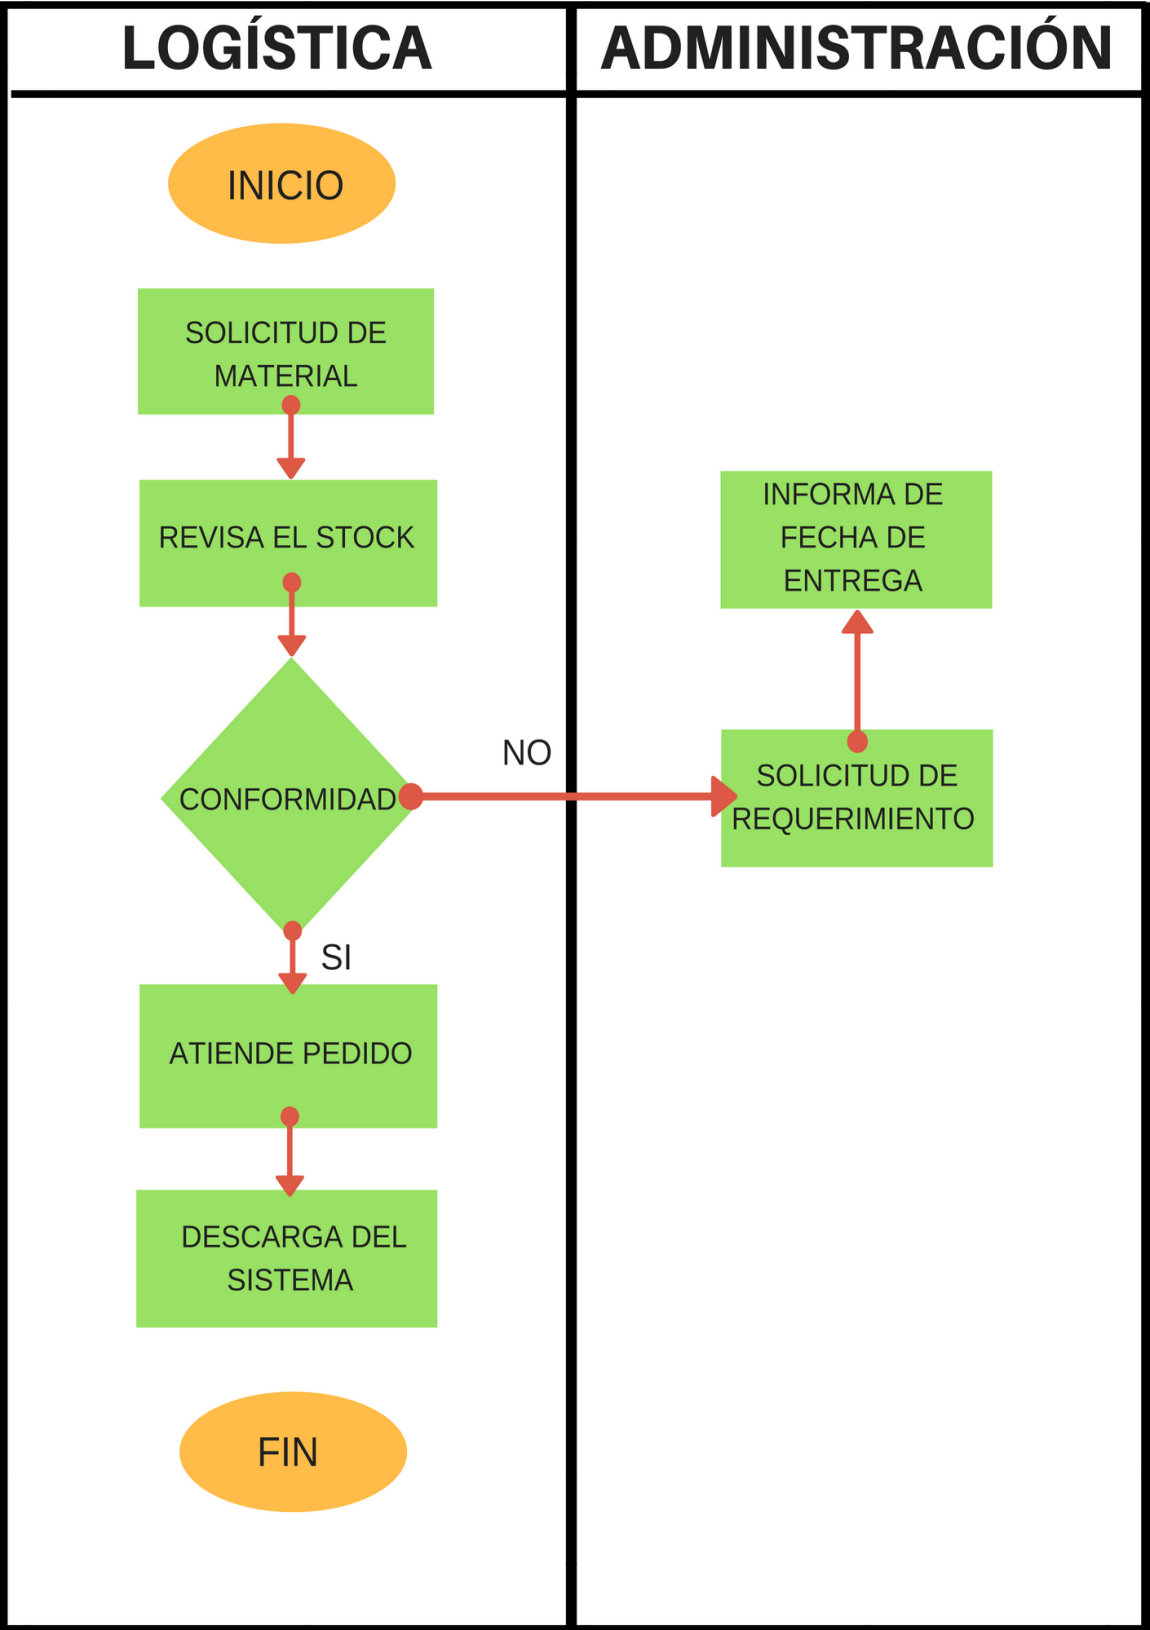 LOGÍSTICA
ADMINISTRACIÓN
INICIO
SOLICITUD DE
MATERIAL
REVISA EL STOCK
CONFORMIDAD
NO
SI
ATIENDE PEDIDO
DESCARGA DEL
SISTEMA
FIN
INFORMA DE
FECHA DE
ENTREGA
SOLICITUD DE
REQUERIMIENTO